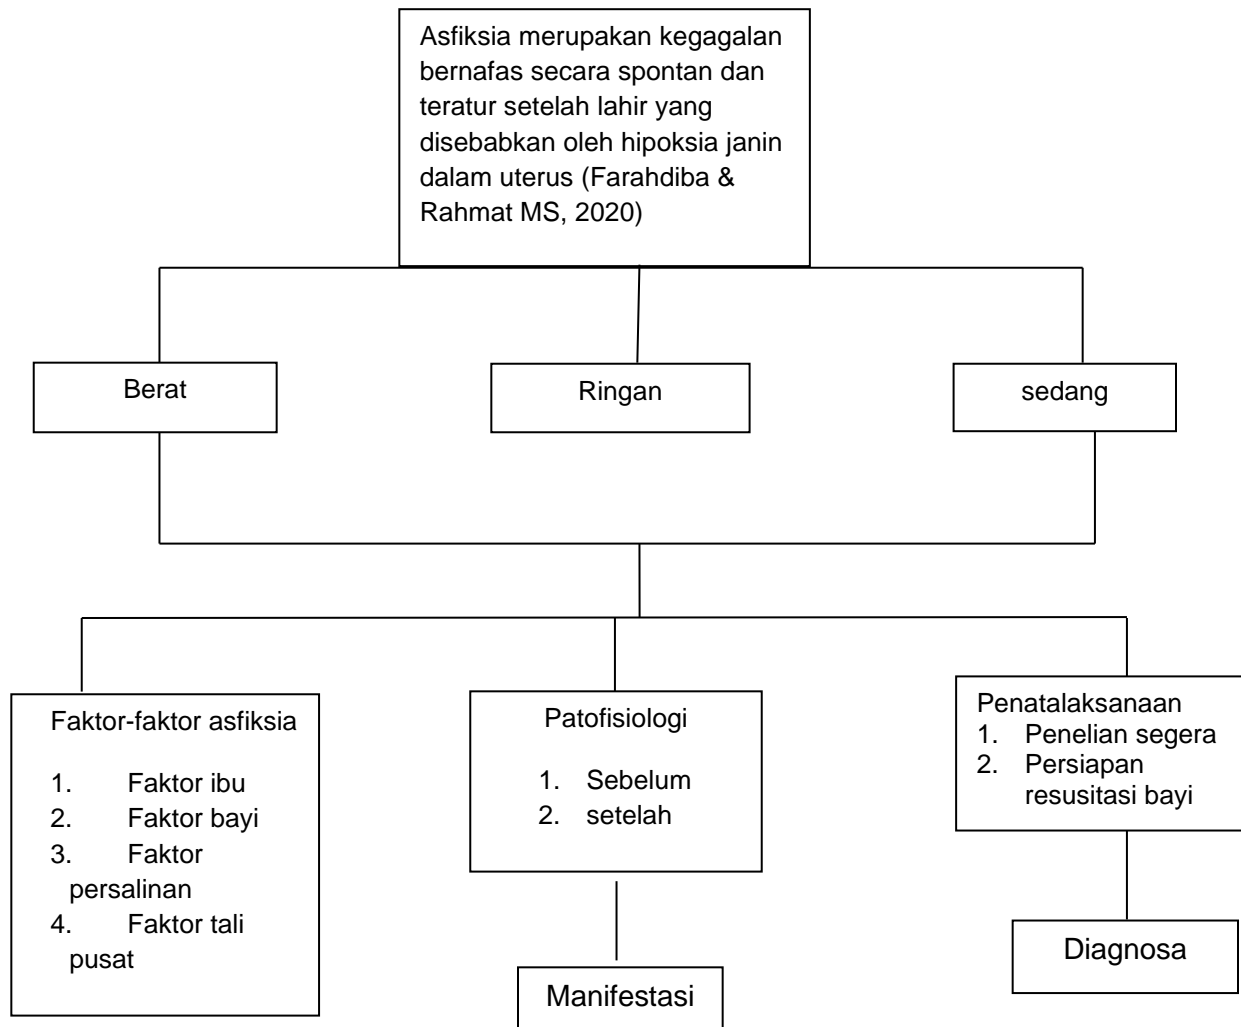 Asfiksia merupakan kegagalan
bernafas secara spontan dan
teratur setelah lahir yang
disebabkan oleh hipoksia janin
dalam uterus (Farahdiba &
Rahmat MS, 2020)
Berat
Ringan
sedang
Faktor-faktor asfiksia
1. Faktor ibu
2. Faktor bayi
3. Faktor
persalinan
4. Faktor tali
pusat
Patofisiologi
1. Sebelum
2. setelah
Manifestasi
Penatalaksanaan
1. Penelian segera
2. Persiapan
resusitasi bayi
Diagnosa